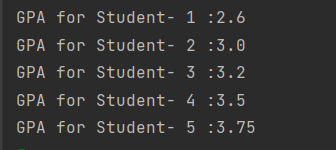 GPA for Student- 1 :2.6
GPA for Student- 2 :3.0
GPA for Student- 3 :3.2
GPA for Student- 4 :3.5
GPA for Student- 5 :3.75